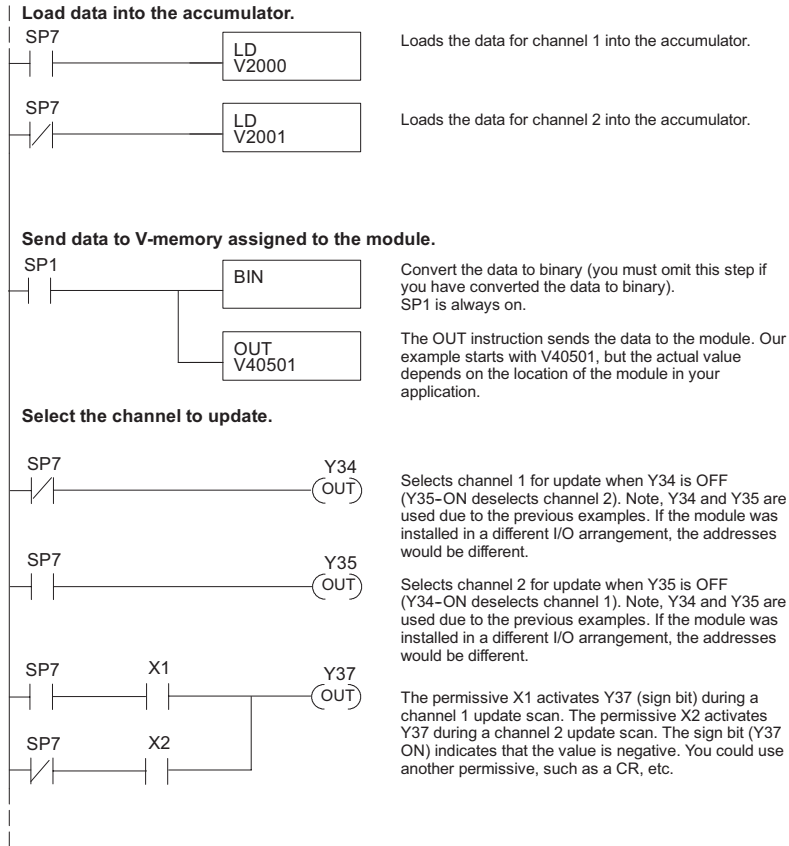 Load data into the accumulator.
SP7
LD
V2000
Loads the data for channel 1 into the accumulator.
SP7
LD
V2001
Loads the data for channel 2 into the accumulator.
Send data to V-memory assigned to the module.
SP1
BIN
Convert the data to binary (you must omit this step if
you have converted the data to binary).
SP1 is always on.
OUT
V40501
The OUT instruction sends the data to the module. Our
example starts with V40501, but the actual value
depends on the location of the module in your
application.
Select the channel to update.
SP7
Y34
OUT
Selects channel 1 for update when Y34 is OFF
(Y35-ON deselects channel 2). Note, Y34 and Y35 are
used due to the previous examples. If the module was
installed in a different I/O arrangement, the addresses
would be different.
SP7
Y35
OUT
Selects channel 2 for update when Y35 is OFF
(Y34-ON deselects channel 1). Note, Y34 and Y35 are
used due to the previous examples. If the module was
installed in a different I/O arrangement, the addresses
would be different.
SP7
X1
Y37
OUT
SP7
X2
The permissive X1 activates Y37 (sign bit) during a
channel 1 update scan. The permissive X2 activates
Y37 during a channel 2 update scan. The sign bit (Y37
ON) indicates that the value is negative. You could use
another permissive, such as a CR, etc.